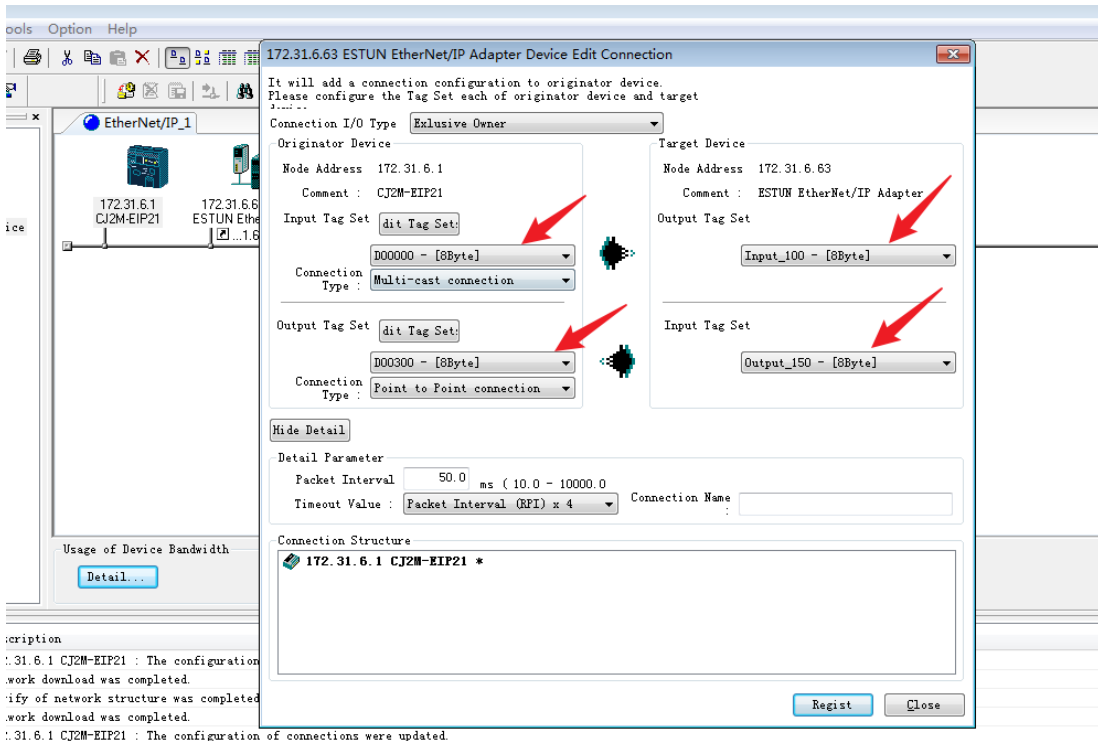 ools Option Help
172.31.6.63 ESTUN EtherNet/IP Adapter Device Edit Connection
It will add a connection configuration to originator device.
Please configure the Tag Set each of originator device and target
EtherNet/IP_1
Connection I/O Type Exlusive Owner
Originator Device
Target Device
Node Address 172.31.6.1
Node Address 172.31.6.63
Comment : CJ2M-EIP21
Comment : ESTUN EtherNet/IP Adapter
172.31.6.1
CJ2M-EIP21
172.31.6.6
ESTUN Ethe
...1.6
ice
Input Tag Set dit Tag Set:
Output Tag Set
D00000 - [8Byte]
Input_100 - [8Byte]
Connection Type : Multi-cast connection
Output Tag Set dit Tag Set:
Input Tag Set
D00300 - [8Byte]
Output_150 - [8Byte]
Connection Type : Point to Point connection
Hide Detail
Detail Parameter
Packet Interval 50.0 ms ( 10.0 - 10000.0
Timeout Value : Packet Interval (RPI) x 4
Connection Name :
Connection Structure
172.31.6.1 CJ2M-EIP21 *
Usage of Device Bandwidth
Detail...
Regist
Close
cription
2.31.6.1 CJ2M-EIP21 : The configuration
work download was completed.
ify of network structure was completed
work download was completed.
2.31.6.1 CJ2M-EIP21 : The configuration of connections were updated.